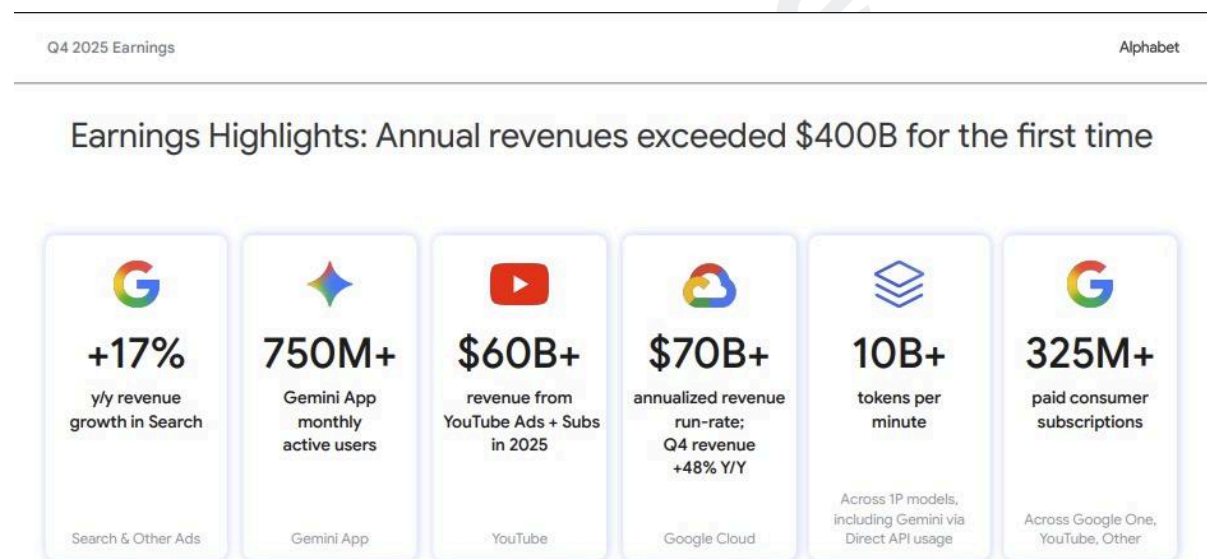 Q4 2025 Earnings
Alphabet
Earnings Highlights: Annual revenues exceeded $400B for the first time
+17%
y/y revenue
growth in Search
Search & Other Ads
750M+
Gemini App
monthly
active users
Gemini App
$60B+
revenue from
YouTube Ads + Subs
in 2025
YouTube
$70B+
annualized revenue
run-rate;
Q4 revenue
+48% Y/Y
Google Cloud
10B+
tokens per
minute
Across 1P models,
including Gemini via
Direct API usage
325M+
paid consumer
subscriptions
Across Google One,
YouTube, Other